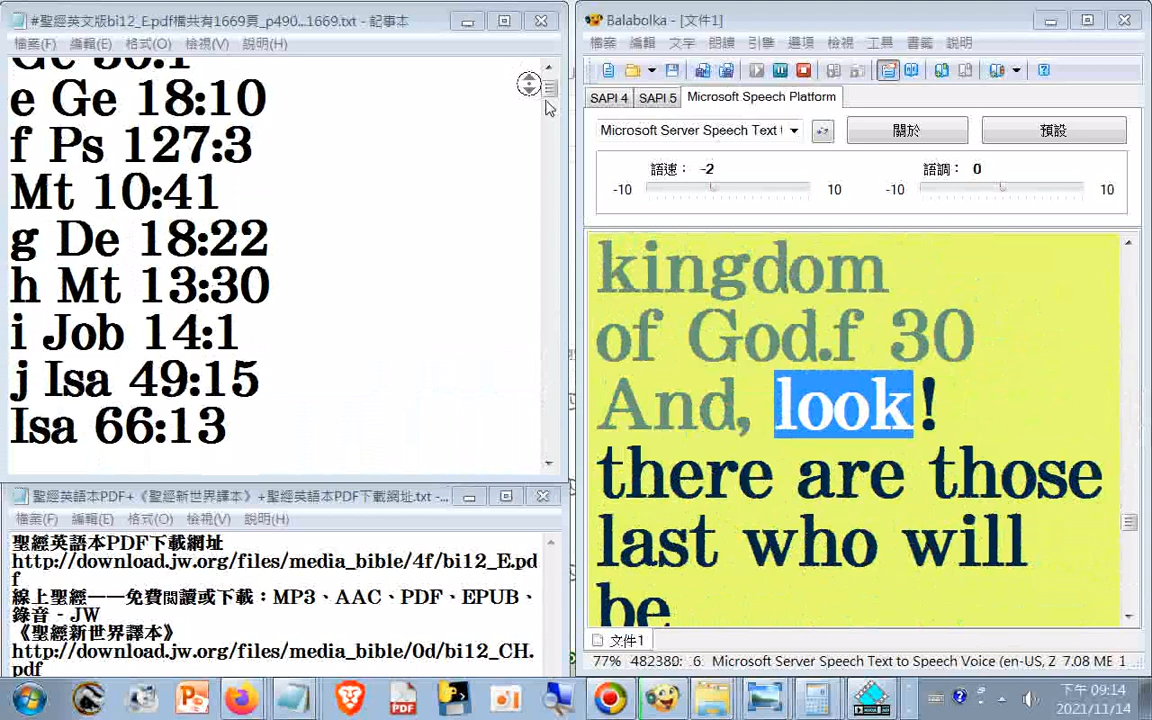 #聖經英文版bi12_E.pdf檔共有1669頁_p490...1669.txt - 記事本
檔案(F) 編輯(E) 格式(O) 檢視(V) 說明(H)
Ge 30:1
e Ge 18:10
f Ps 127:3
Mt 10:41
g De 18:22
h Mt 13:30
i Job 14:1
j Isa 49:15
Isa 66:13
聖經英語本PDF+《聖經新世界譯本》+聖經英語本PDF下載網址.txt -...
檔案(F) 編輯(E) 格式(O) 檢視(V) 說明(H)
聖經英語本PDF下載網址
http://download.jw.org/files/media_bible/4f/bi12_E.pd
f
線上聖經——免費閱讀或下載：MP3、AAC、PDF、EPUB、
錄音 - JW
《聖經新世界譯本》
http://download.jw.org/files/media_bible/0d/bi12_CH.
pdf
Balabolka - [文件1]
檔案 編輯 文字 朗讀 引擎 選項 檢視 工具 書籤 說明
SAPI 4 SAPI 5 Microsoft Speech Platform
Microsoft Server Speech Text 關於 預設
語速： -2 語調： 0
-10 10 -10 10
kingdom
of God.f 30
And, look!
there are those
last who will
be
文件1
77% 482380: 6 Microsoft Server Speech Text to Speech Voice (en-US, Z 7.08 ME 1
下午 09:14
2021/11/14